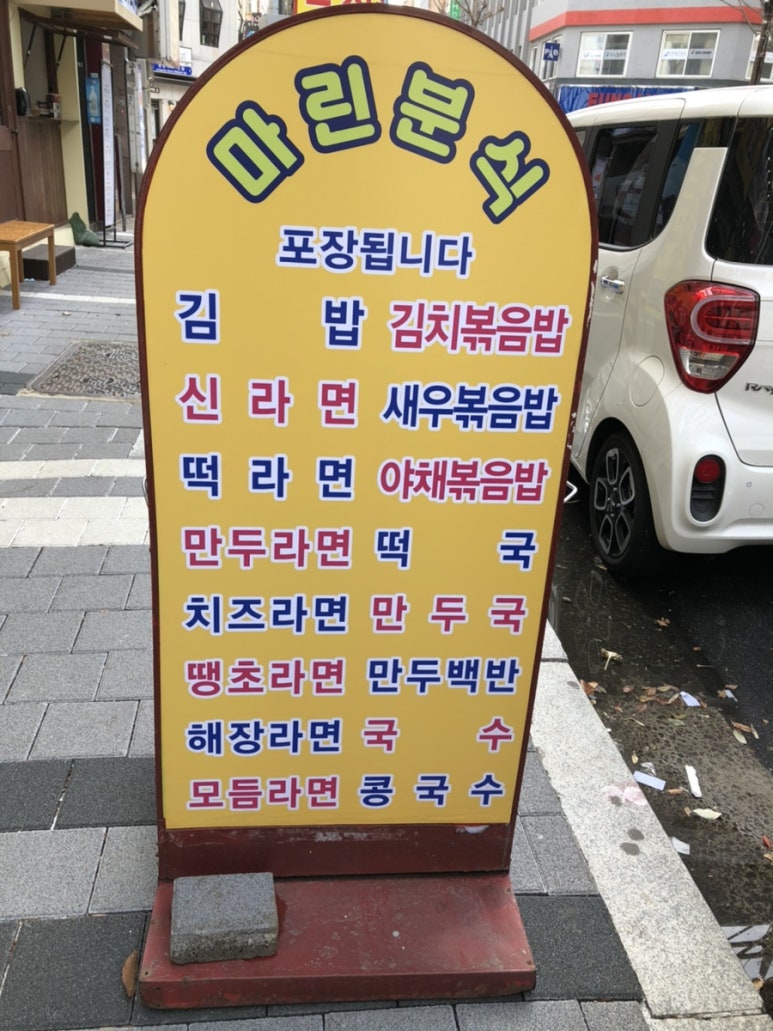 마린분식
포장됩니다
김 밥 김치볶음밥
신 라 면 새우볶음밥
떡 라 면 야채볶음밥
만두라면 떡 국
치즈라면 만 두 국
땡초라면 만두백반
해장라면 국 수
모듬라면 콩 국 수